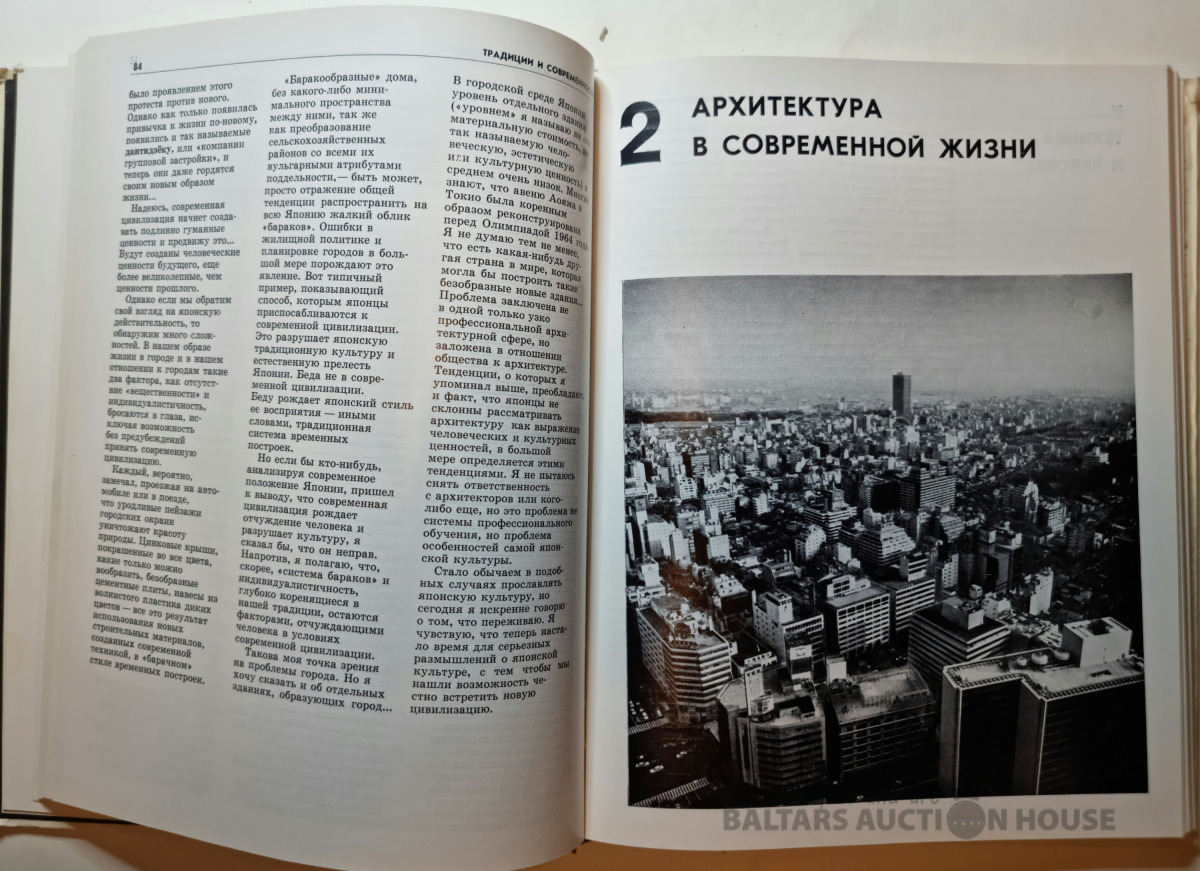 84
ТРАДИЦИИ И СОВРЕМЕННОС
было проявлением этого
протеста против нового.
Однако как только появилась
привычка к жизни по-новому,
появились и так называемые
дантидзёку, или «компании
групповой застройки», и
теперь они даже гордятся
своим новым образом
жизни...
Надеюсь, современная
цивилизация начнет созда-
вать подлинно гуманные
ценности и предвижу это...
Будут созданы человеческие
ценности будущего, еще
более великолепные, чем
ценности прошлого.
Однако если мы обратим
свой взгляд на японскую
действительность, то
обнаружим много слож-
ностей. В нашем образе
жизни в городе и в нашем
отношении к городам такие
два фактора, как отсутст-
вие «вещественности» и
индивидуалистичность,
бросаются в глаза, ис-
ключая возможность
без предубеждений
принять современную
цивилизацию.
Каждый, вероятно,
замечал, проезжая на авто-
мобиле или в поезде,
что уродливые пейзажи
городских окраин
уничтожают красоту
природы. Цинковые крыши,
покрашенные во все цвета,
какие только можно
вообразить, безобразные
цементные плиты, навесы из
волнистого пластика диких
цветов — все это результат
использования новых
строительных материалов,
созданных современной
техникой, в «барачном»
стиле временных построек.
«Баракообразные» дома,
без какого-либо мини-
мального пространства
между ними, так же
как преобразование
сельскохозяйственных
районов со всеми их
вульгарными атрибутами
поддельности,— быть может,
просто отражение общей
тенденции распространить на
всю Японию жалкий облик
«бараков». Ошибки в
жилищной политике и
планировке городов в боль-
шой мере порождают это
явление. Вот типичный
пример, показывающий
способ, которым японцы
приспосабливаются к
современной цивилизации.
Это разрушает японскую
традиционную культуру и
естественную прелесть
Японии. Беда не в совре-
менной цивилизации.
Беду рождает японский стиль
ее восприятия — иными
словами, традиционная
система временных
построек.
Но если бы кто-нибудь,
анализируя современное
положение Японии, пришел
к выводу, что современная
цивилизация рождает
отчуждение человека и
разрушает культуру, я
сказал бы, что он неправ.
Напротив, я полагаю, что,
скорее, «система бараков» и
индивидуалистичность,
глубоко коренящиеся в
нашей традиции, остаются
факторами, отчуждающими
человека в условиях
современной цивилизации.
Такова моя точка зрения
на проблемы города. Но я
хочу сказать и об отдельных
зданиях, образующих город...
В городской среде Японии
уровень отдельного здания
(«уровнем» я называю не
материальную стоимость, но
так называемую чело-
веческую, эстетическую
или культурную ценность) в
среднем очень низок. Многие
знают, что авеню Аояма в
Токио была коренным
образом реконструирована
перед Олимпиадой 1964 года.
Я не думаю тем не менее,
что есть какая-нибудь дру-
гая страна в мире, которая
могла бы построить такие
безобразные новые здания...
Проблема заключена не
в одной только узко
профессиональной архи-
тектурной сфере, но
заложена в отношении
общества к архитектуре.
Тенденции, о которых я
упоминал выше, преобладают,
и факт, что японцы не
склонны рассматривать
архитектуру как выражение
человеческих и культурных
ценностей, в большой
мере определяется этими
тенденциями. Я не пытаюсь
снять ответственность
с архитекторов или кого-
либо еще, но это проблема не
системы профессионального
обучения, но проблема
особенностей самой япон-
ской культуры.
Стало обычаем в подоб-
ных случаях прославлять
японскую культуру, но
сегодня я искренне говорю
о том, что переживаю. Я
чувствую, что теперь наста-
ло время для серьезных
размышлений о японской
культуре, с тем чтобы мы
нашли возможность че-
стно встретить новую
цивилизацию.
2
АРХИТЕКТУРА
В СОВРЕМЕННОЙ ЖИЗНИ
BALTARS AUCTION HOUSE